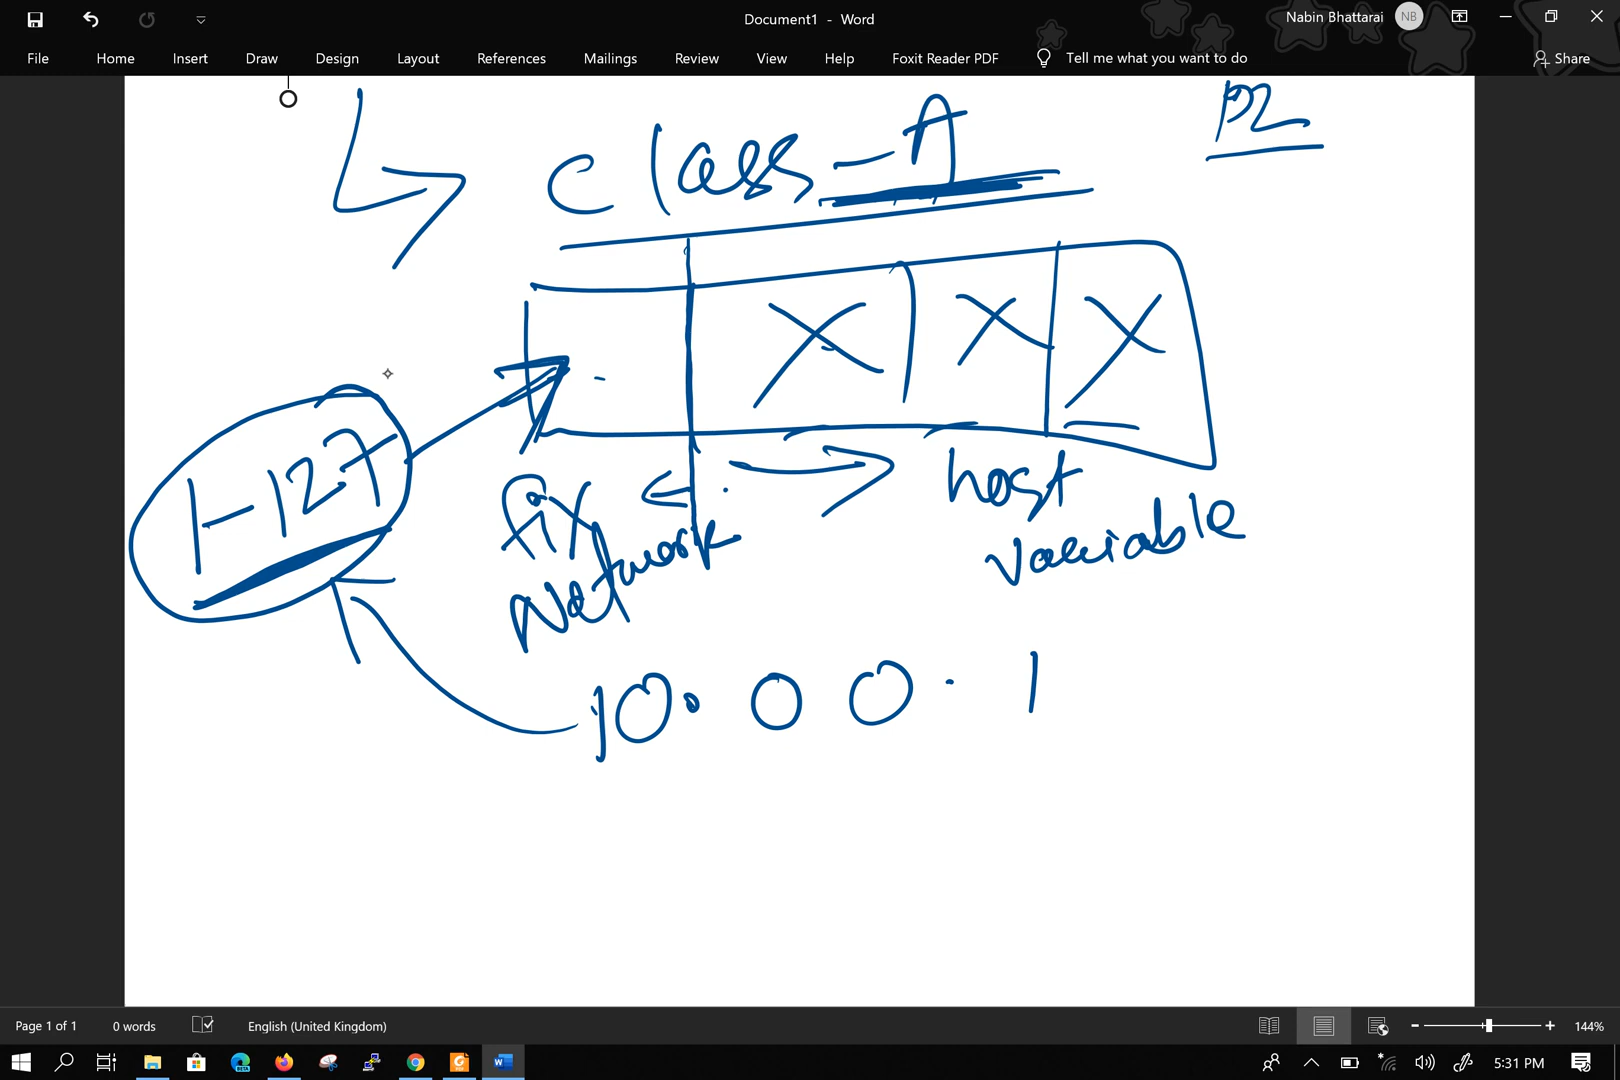 Document1 - Word
Nabin Bhattarai NB
File Home Insert Draw Design Layout References Mailings Review View Help Foxit Reader PDF Tell me what you want to do Share
Class-A
X X X
1-127
fix
Network
host
variable
10. 0 0 . 1
Page 1 of 1 0 words English (United Kingdom) 144%
5:31 PM